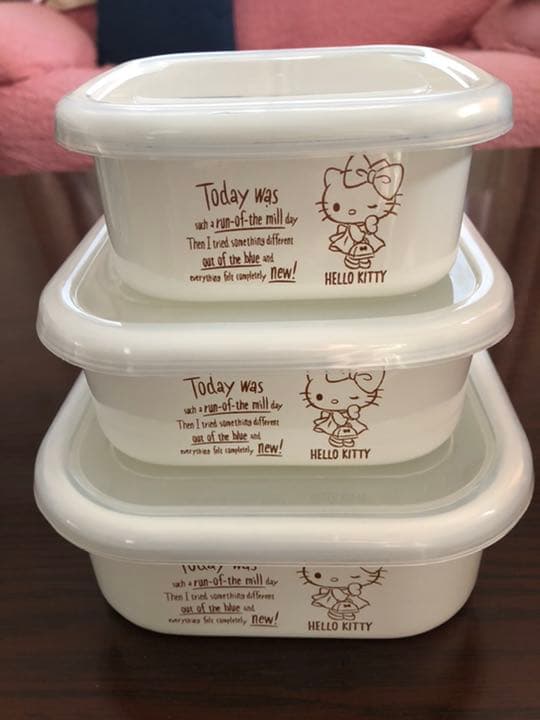 Today was
such a run-of-the mill day
Then I tried something different
out of the blue and
everything felt completely new!
HELLO KITTY
Today was
such a run-of-the mill day
Then I tried something different
out of the blue and
everything felt completely new!
HELLO KITTY
Today was
such a run-of-the mill day
Then I tried something different
out of the blue and
everything felt completely new!
HELLO KITTY